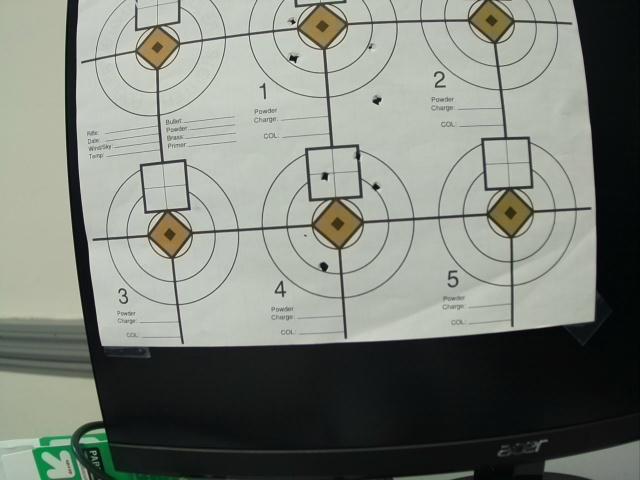 1
Powder
Charge:
COL:
2
Powder
Charge:
COL:
Rifle:
Date:
Wind/Sky:
Temp:
Bullet:
Powder:
Brass:
Primer:
3
Powder
Charge:
COL:
4
Powder
Charge:
COL:
5
Powder
Charge:
COL:
acer
PAP